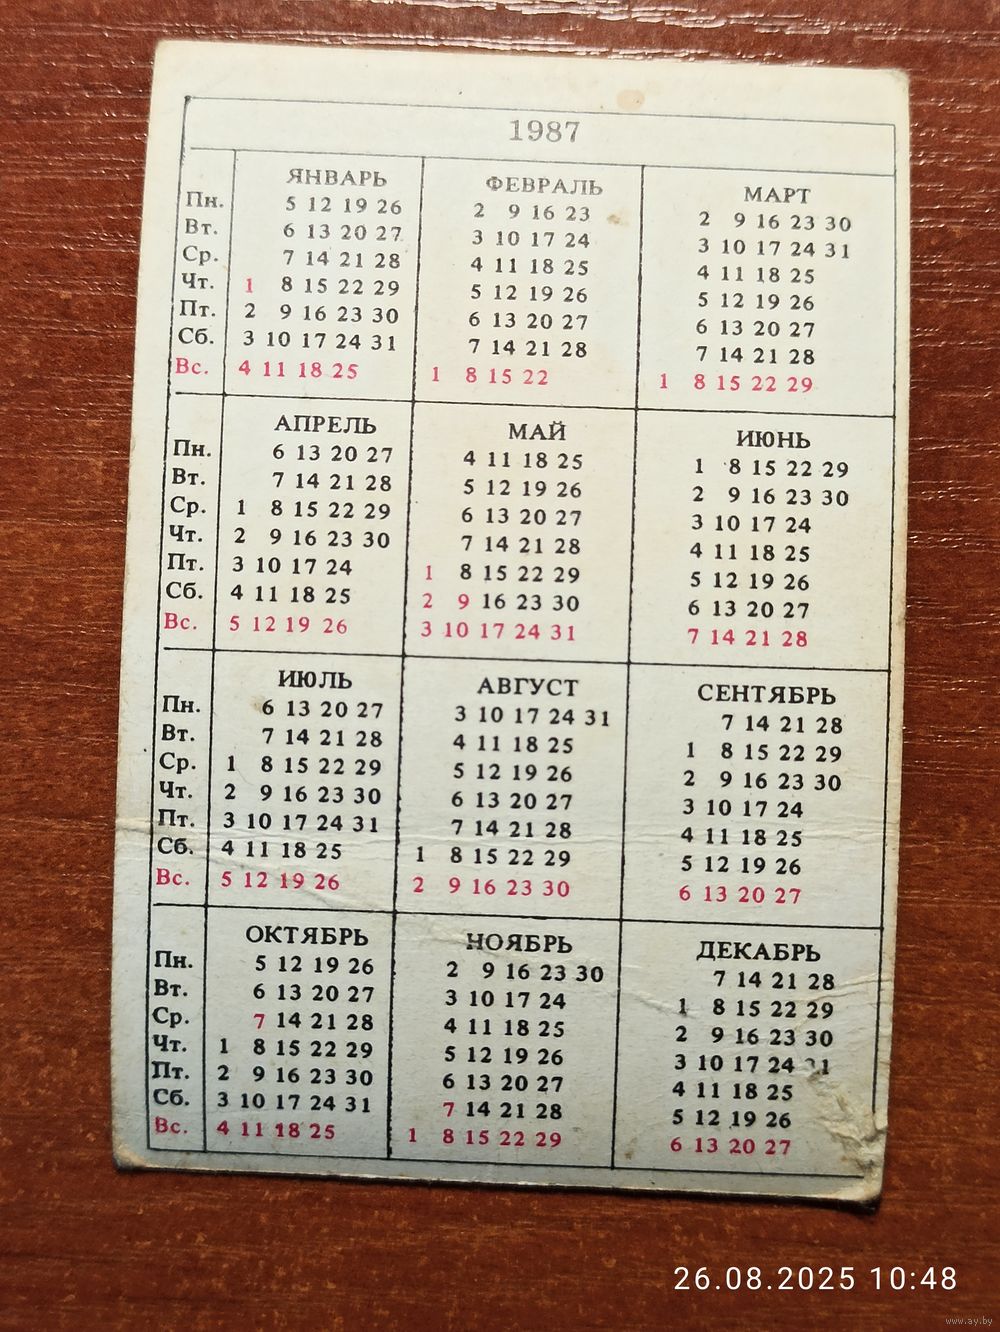 1987
ЯНВАРЬ ФЕВРАЛЬ МАРТ
Пн. 5 12 19 26 2 9 16 23 2 9 16 23 30
Вт. 6 13 20 27 3 10 17 24 3 10 17 24 31
Ср. 7 14 21 28 4 11 18 25 4 11 18 25
Чт. 1 8 15 22 29 5 12 19 26 5 12 19 26
Пт. 2 9 16 23 30 6 13 20 27 6 13 20 27
Сб. 3 10 17 24 31 7 14 21 28 7 14 21 28
Вс. 4 11 18 25 1 8 15 22 1 8 15 22 29
АПРЕЛЬ МАЙ ИЮНЬ
Пн. 6 13 20 27 4 11 18 25 1 8 15 22 29
Вт. 7 14 21 28 5 12 19 26 2 9 16 23 30
Ср. 1 8 15 22 29 6 13 20 27 3 10 17 24
Чт. 2 9 16 23 30 7 14 21 28 4 11 18 25
Пт. 3 10 17 24 1 8 15 22 29 5 12 19 26
Сб. 4 11 18 25 2 9 16 23 30 6 13 20 27
Вс. 5 12 19 26 3 10 17 24 31 7 14 21 28
ИЮЛЬ АВГУСТ СЕНТЯБРЬ
Пн. 6 13 20 27 3 10 17 24 31 7 14 21 28
Вт. 7 14 21 28 4 11 18 25 1 8 15 22 29
Ср. 1 8 15 22 29 5 12 19 26 2 9 16 23 30
Чт. 2 9 16 23 30 6 13 20 27 3 10 17 24
Пт. 3 10 17 24 31 7 14 21 28 4 11 18 25
Сб. 4 11 18 25 1 8 15 22 29 5 12 19 26
Вс. 5 12 19 26 2 9 16 23 30 6 13 20 27
ОКТЯБРЬ НОЯБРЬ ДЕКАБРЬ
Пн. 5 12 19 26 2 9 16 23 30 7 14 21 28
Вт. 6 13 20 27 3 10 17 24 1 8 15 22 29
Ср. 7 14 21 28 4 11 18 25 2 9 16 23 30
Чт. 1 8 15 22 29 5 12 19 26 3 10 17 24
Пт. 2 9 16 23 30 6 13 20 27 4 11 18 25
Сб. 3 10 17 24 31 7 14 21 28 5 12 19 26
Вс. 4 11 18 25 1 8 15 22 29 6 13 20 27
26.08.2025 10:48
www.ay.by